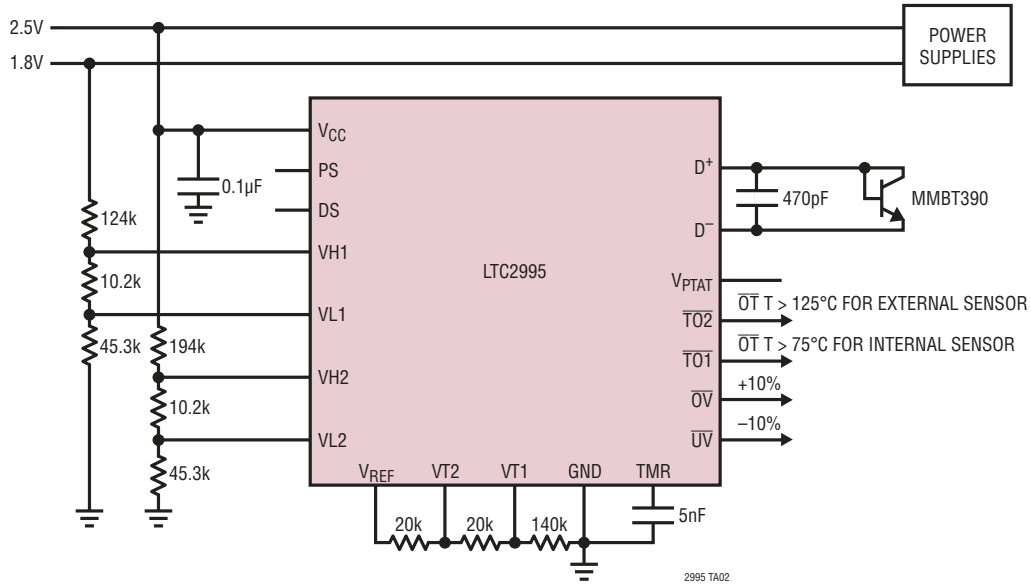 2.5V
1.8V
POWER
SUPPLIES
VCC
PS
DS
VH1
VL1
VH2
VL2
0.1µF
124k
10.2k
45.3k
194k
10.2k
45.3k
LTC2995
D+
D–
470pF
MMBT390
VPTAT
TO2
OT T > 125°C FOR EXTERNAL SENSOR
TO1
OT T > 75°C FOR INTERNAL SENSOR
OV
+10%
UV
–10%
VREF VT2 VT1 GND TMR
20k 20k 140k 5nF
2995 TA02